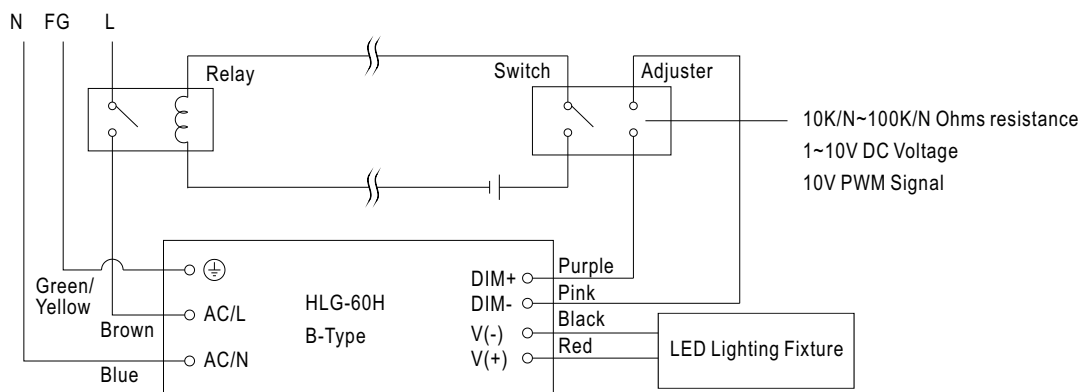 N FG L
Relay
Switch
Adjuster
10K/N~100K/N Ohms resistance
1~10V DC Voltage
10V PWM Signal
Green/
Yellow
Brown
Blue
AC/L
AC/N
HLG-60H
B-Type
DIM+
DIM-
V(-)
V(+)
Purple
Pink
Black
Red
LED Lighting Fixture